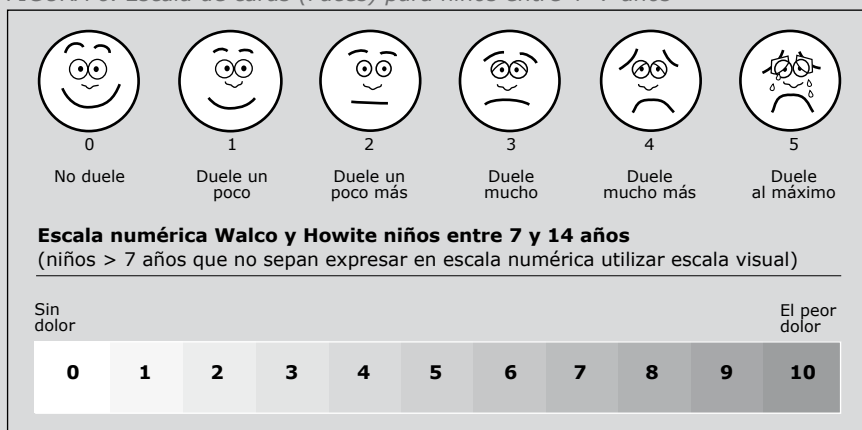 0 1 2 3 4 5
No duele Duele un poco Duele un poco más Duele mucho Duele mucho más Duele al máximo
Escala numérica Walco y Howite niños entre 7 y 14 años
(niños > 7 años que no sepan expresar en escala numérica utilizar escala visual)
Sin dolor El peor dolor
0 1 2 3 4 5 6 7 8 9 10